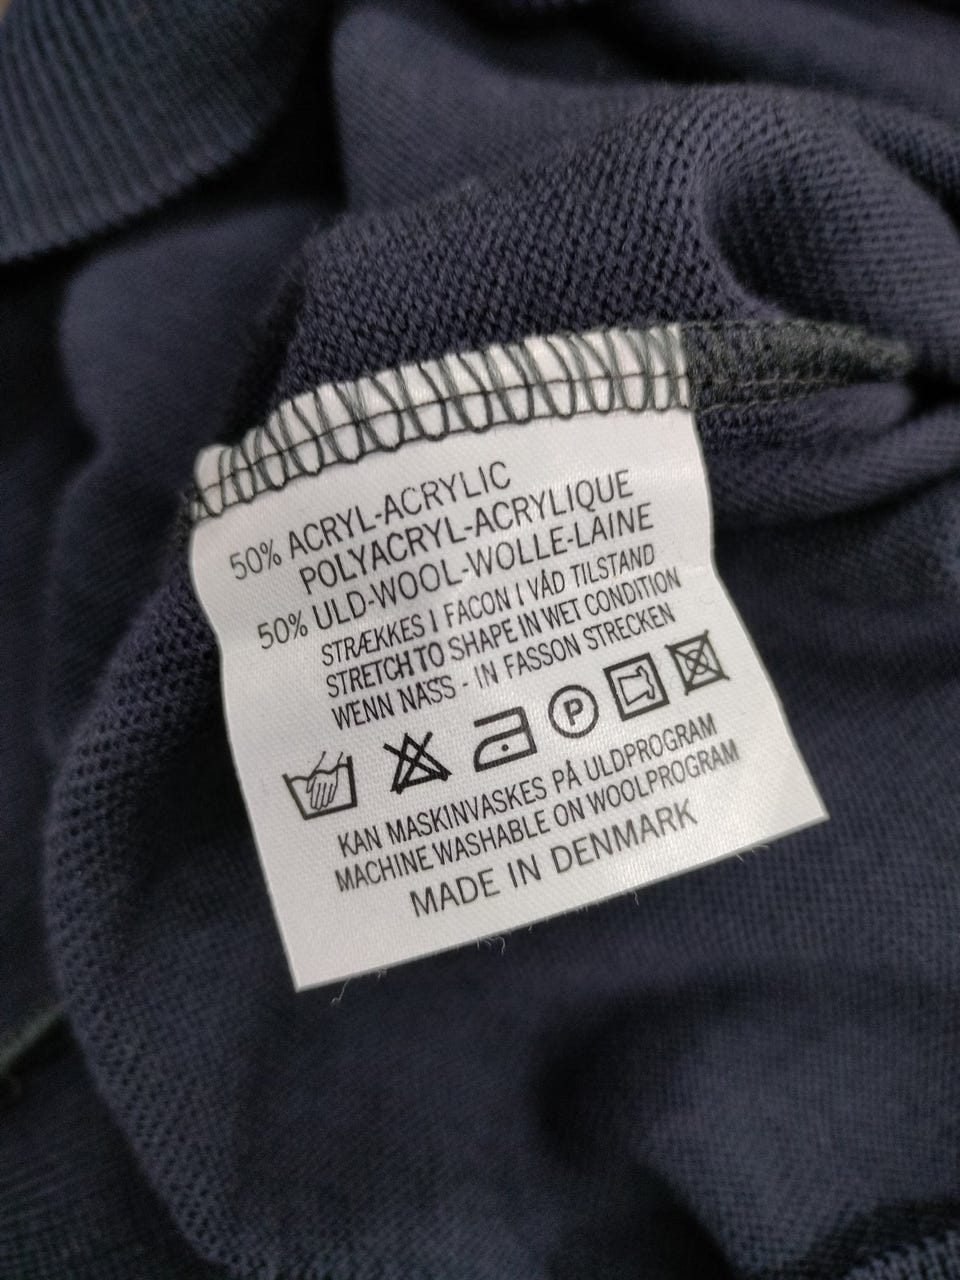 50% ACRYL-ACRYLIC
POLYACRYL-ACRYLIQUE
50% ULD-WOOL-WOLLE-LAINE
STRÆKKES I FACON I VÅD TILSTAND
STRETCH TO SHAPE IN WET CONDITION
WENN NASS - IN FASSON STRECKEN
P
KAN MASKINVASKES PÅ ULDPROGRAM
MACHINE WASHABLE ON WOOLPROGRAM
MADE IN DENMARK